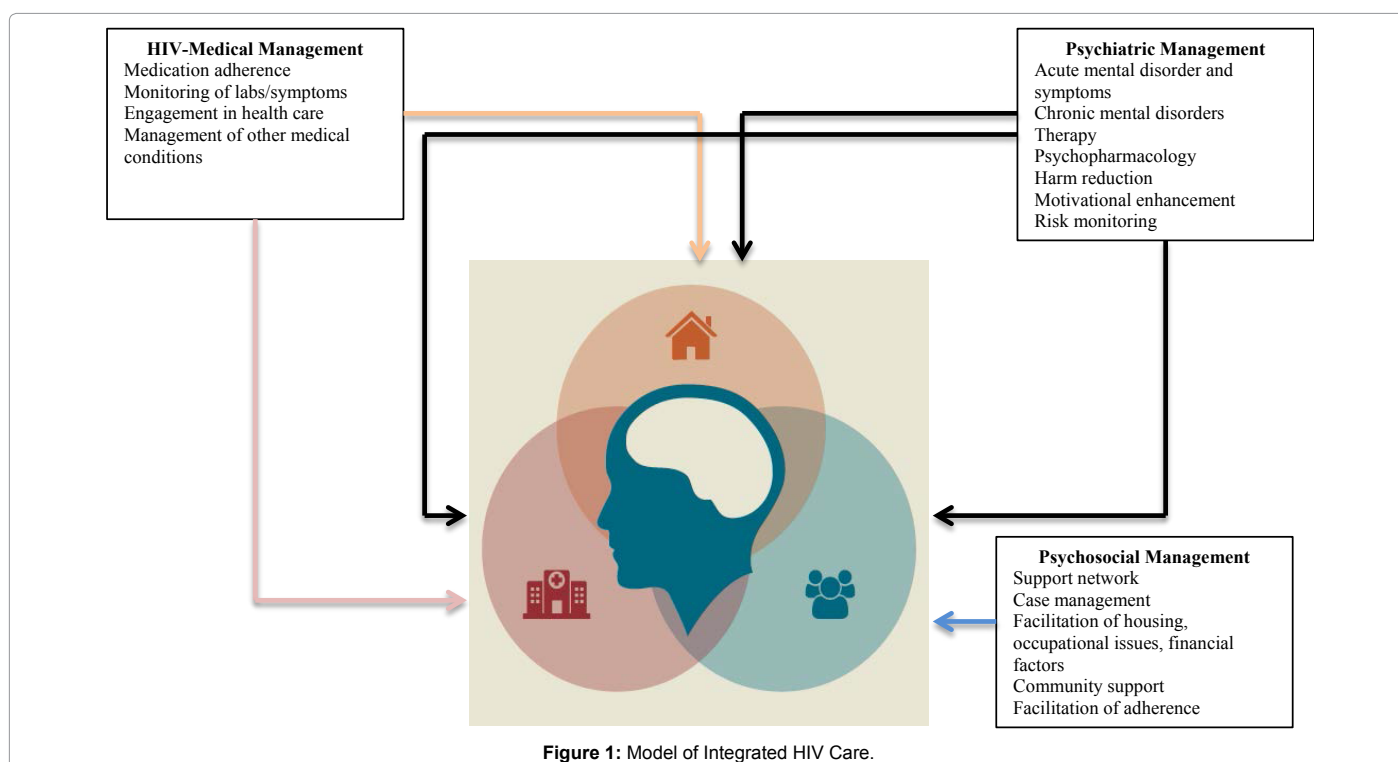 HIV-Medical Management
Medication adherence
Monitoring of labs/symptoms
Engagement in health care
Management of other medical
conditions
Psychiatric Management
Acute mental disorder and
symptoms
Chronic mental disorders
Therapy
Psychopharmacology
Harm reduction
Motivational enhancement
Risk monitoring
Psychosocial Management
Support network
Case management
Facilitation of housing,
occupational issues, financial
factors
Community support
Facilitation of adherence
Figure 1: Model of Integrated HIV Care.